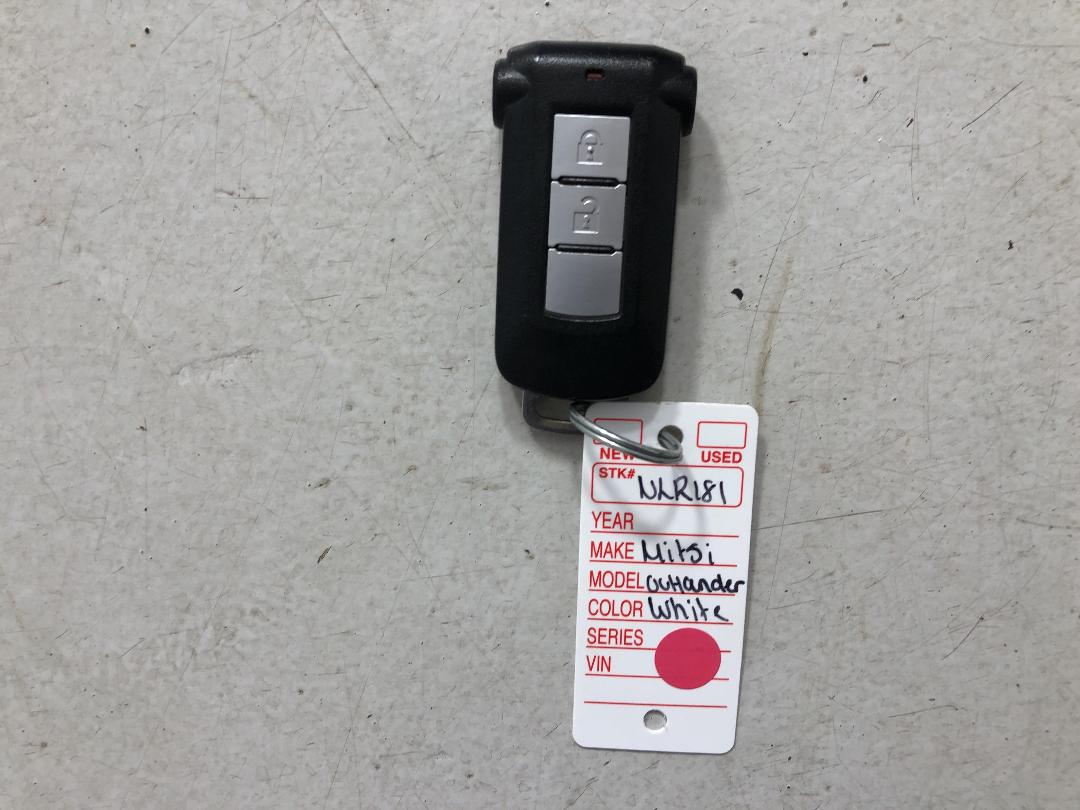 NEW USED
STK# NLR181
YEAR
MAKE Mitsi
MODEL Outlander
COLOR White
SERIES
VIN